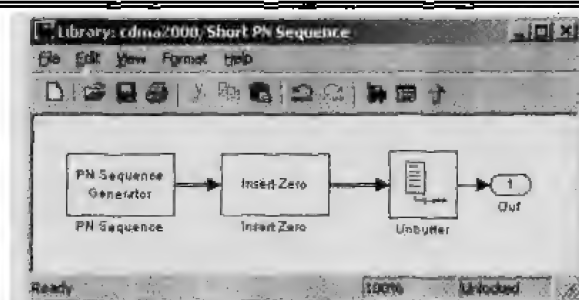 Library: cdma2000/Short PN Sequence
File Edit View Format Help
PN Sequence
Generator
Insert-Zero
1
Out
PN Sequence
Insert Zero
Unbuffer
Ready
100%
Unlocked